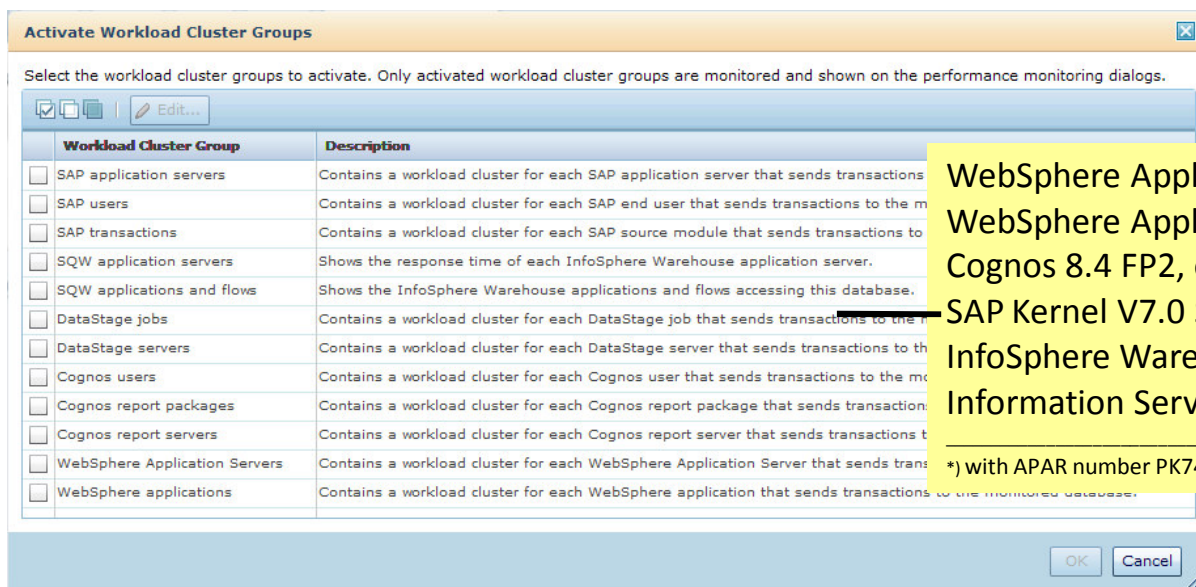 Activate Workload Cluster Groups
Select the workload cluster groups to activate. Only activated workload cluster groups are monitored and shown on the performance monitoring dialogs.
Edit...
Workload Cluster Group Description
SAP application servers Contains a workload cluster for each SAP application server that sends transactions
SAP users Contains a workload cluster for each SAP end user that sends transactions to the m
SAP transactions Contains a workload cluster for each SAP source module that sends transactions to
SQW application servers Shows the response time of each InfoSphere Warehouse application server.
SQW applications and flows Shows the InfoSphere Warehouse applications and flows accessing this database.
DataStage jobs Contains a workload cluster for each DataStage job that sends transactions to the
DataStage servers Contains a workload cluster for each DataStage server that sends transactions to th
Cognos users Contains a workload cluster for each Cognos user that sends transactions to the mo
Cognos report packages Contains a workload cluster for each Cognos report package that sends transaction
Cognos report servers Contains a workload cluster for each Cognos report server that sends transactions t
WebSphere Application Servers Contains a workload cluster for each WebSphere Application Server that sends trans
WebSphere applications Contains a workload cluster for each WebSphere application that sends transactions to the monitored database.
WebSphere Appl
WebSphere Appl
Cognos 8.4 FP2,
SAP Kernel V7.0
InfoSphere Ware
Information Serv
*) with APAR number PK74
OK Cancel